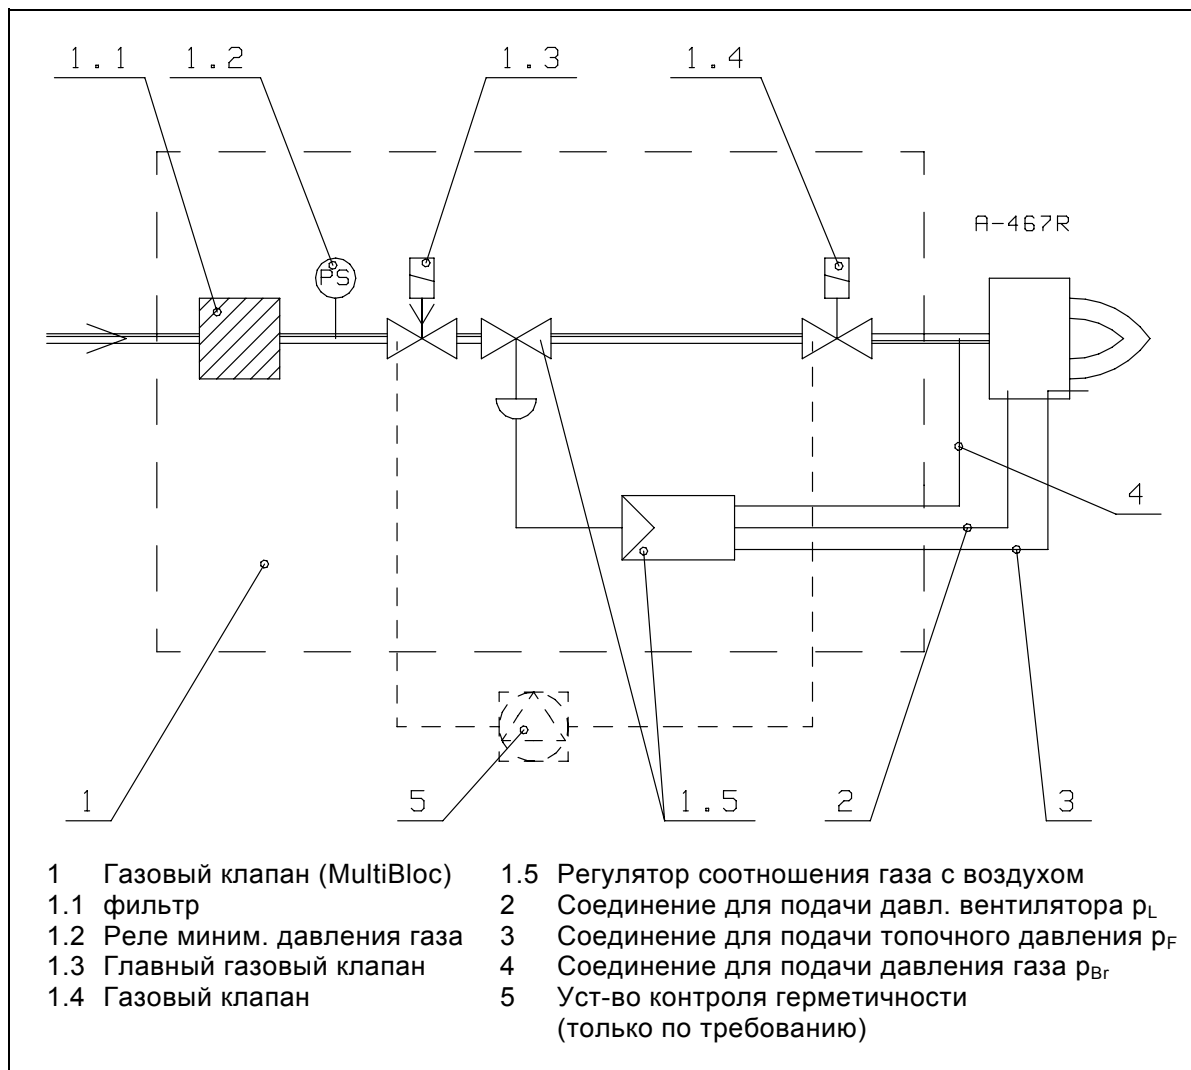 1.1 1.2 1.3 1.4
A-467R
PS
4
1 5 1.5 2 3
1 Газовый клапан (MultiBloc)
1.1 фильтр
1.2 Реле миним. давления газа
1.3 Главный газовый клапан
1.4 Газовый клапан
1.5 Регулятор соотношения газа с воздухом
2 Соединение для подачи давл. вентилятора pL
3 Соединение для подачи топочного давления pF
4 Соединение для подачи давления газа pBr
5 Уст-во контроля герметичности
(только по требованию)